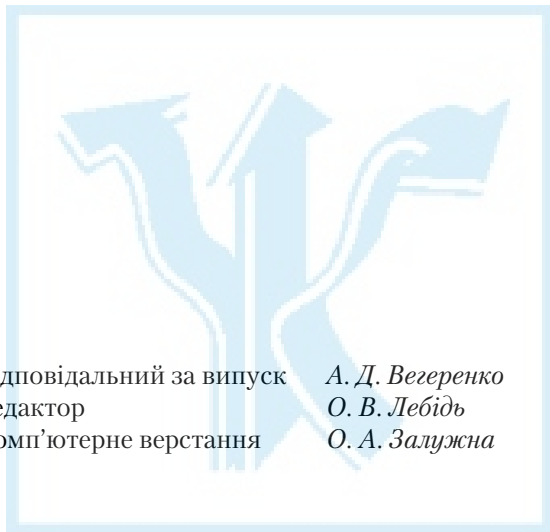 дповідальний за випуск А. Д. Вегеренко
едактор О. В. Лебідь
омп’ютерне верстання О. А. Залужна